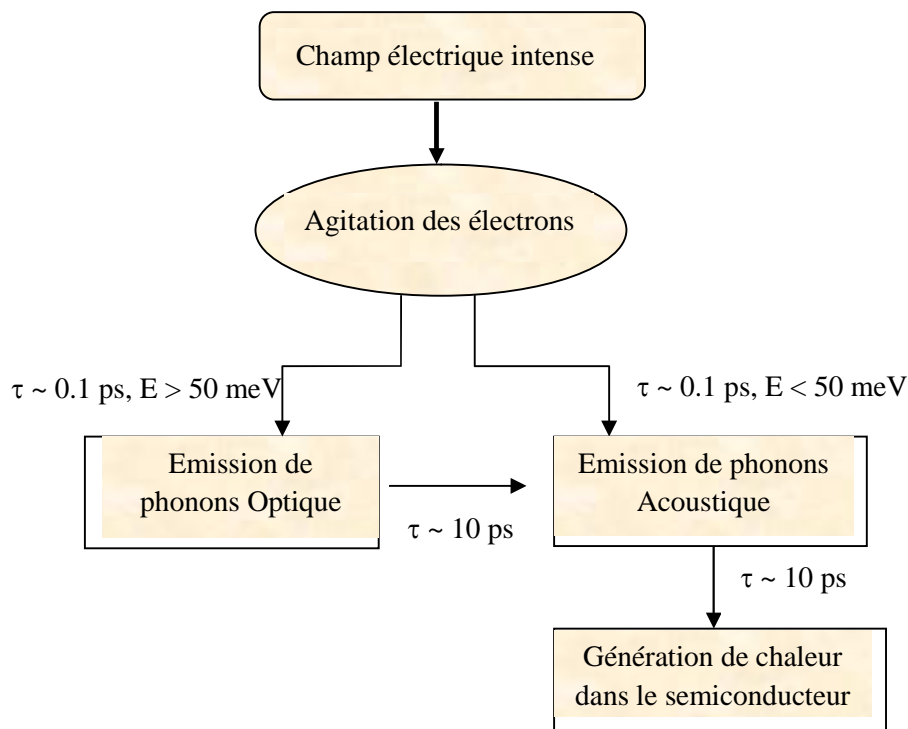 Champ électrique intense
Agitation des électrons
τ ~ 0.1 ps, E > 50 meV
τ ~ 0.1 ps, E < 50 meV
Emission de
phonons Optique
Emission de phonons
Acoustique
τ ~ 10 ps
τ ~ 10 ps
Génération de chaleur
dans le semiconducteur